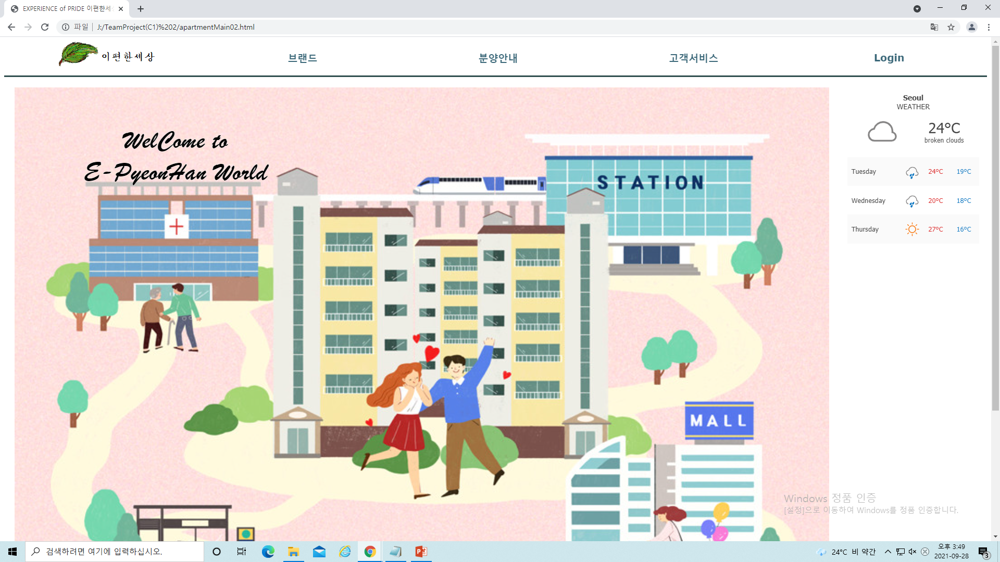 EXPERIENCE of PRIDE 이편한세
파일 J:/TeamProject(C1)%202/apartmentMain02.html
이편한세상 브랜드 분양안내 고객서비스 Login
WelCome to
E-PyeonHan World
STATION
MALL
Seoul
WEATHER
24°C
broken clouds
Tuesday 24°C 19°C
Wednesday 20°C 18°C
Thursday 27°C 16°C
Windows 정품 인증
[설정]으로 이동하여 Windows를 정품 인증합니다.
검색하려면 여기에 입력하십시오.
24°C 비 약간
오후 3:49
2021-09-28
3